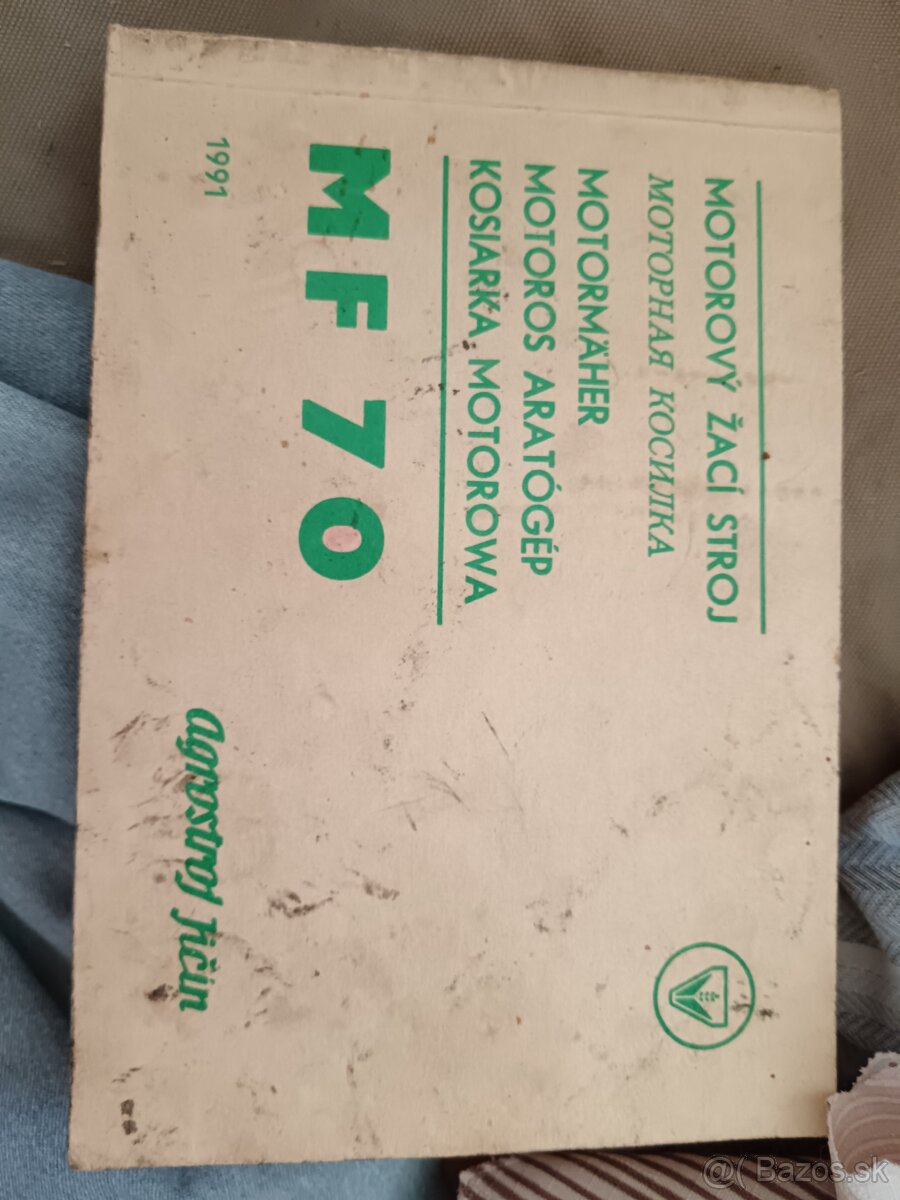 MOTOROVÝ ŽACÍ STROJ
МОТОРНАЯ КОСИЛКА
MOTORMÄHER
MOTOROS ARATÓGÉP
KOSIARKA MOTOROWA
MF 70
1991
Agrostroj Jičín
@( Bazos.sk